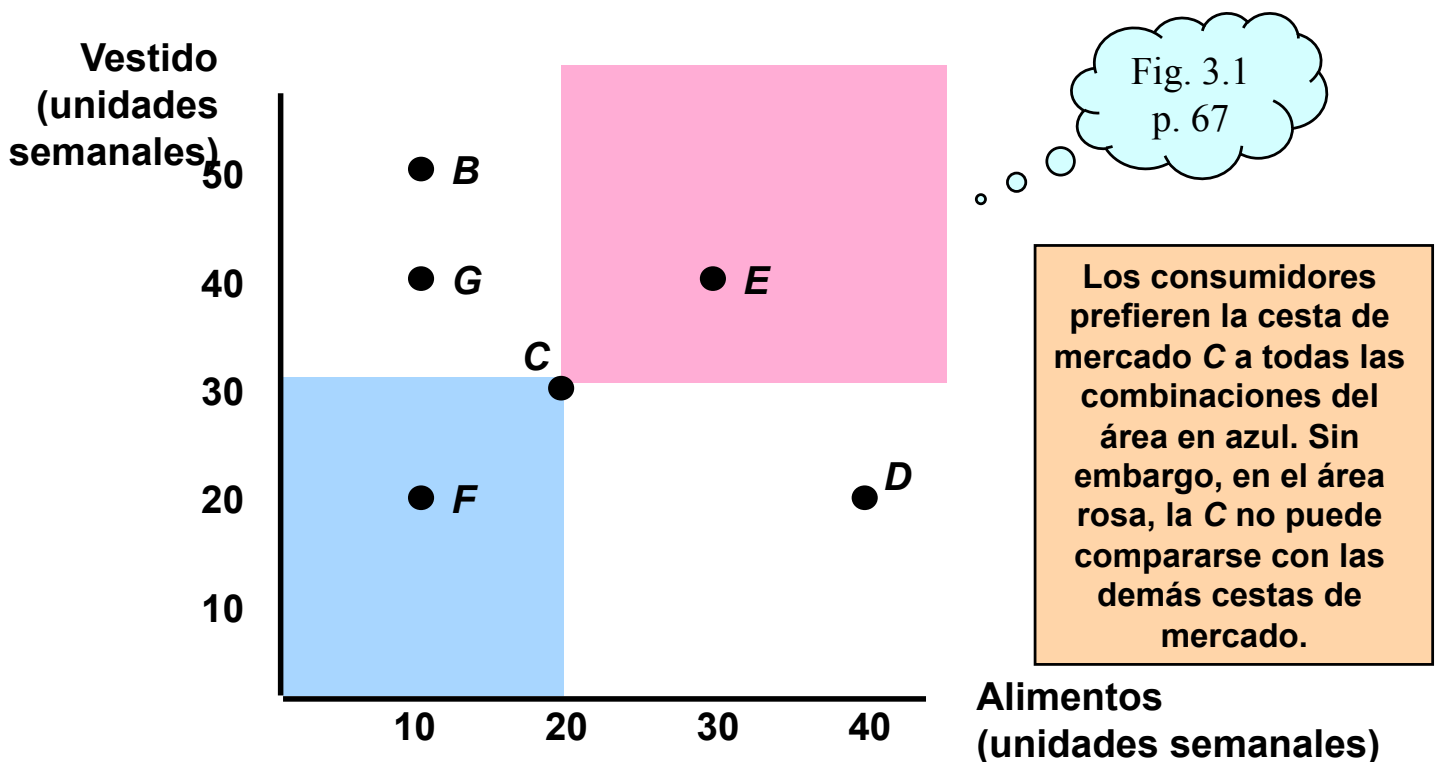 Vestido
(unidades
semanales)
Fig. 3.1
p. 67
50
40
30
20
10
B
G
E
C
F
D
Los consumidores
prefieren la cesta de
mercado C a todas las
combinaciones del
área en azul. Sin
embargo, en el área
rosa, la C no puede
compararse con las
demás cestas de
mercado.
10 20 30 40
Alimentos
(unidades semanales)